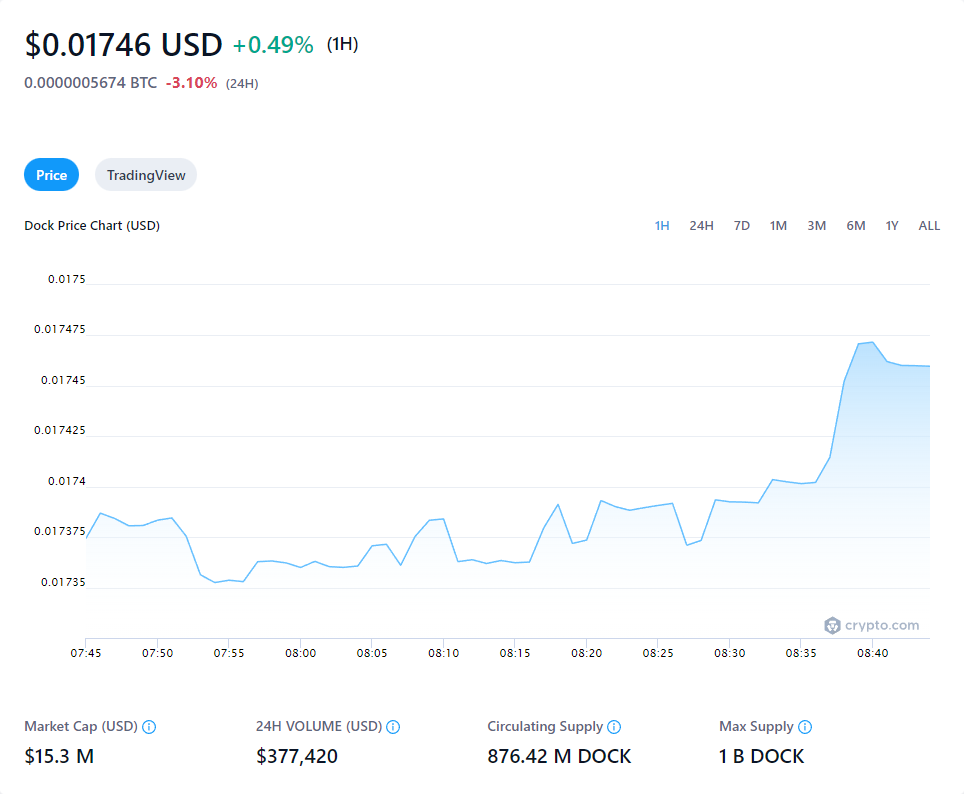 $0.01746 USD +0.49% (1H)
0.0000005674 BTC -3.10% (24H)
Price TradingView
Dock Price Chart (USD) 1H 24H 7D 1M 3M 6M 1Y ALL
0.0175
0.017475
0.01745
0.017425
0.0174
0.017375
0.01735
crypto.com
07:45 07:50 07:55 08:00 08:05 08:10 08:15 08:20 08:25 08:30 08:35 08:40
Market Cap (USD) 24H VOLUME (USD) Circulating Supply Max Supply
$15.3 M $377,420 876.42 M DOCK 1 B DOCK